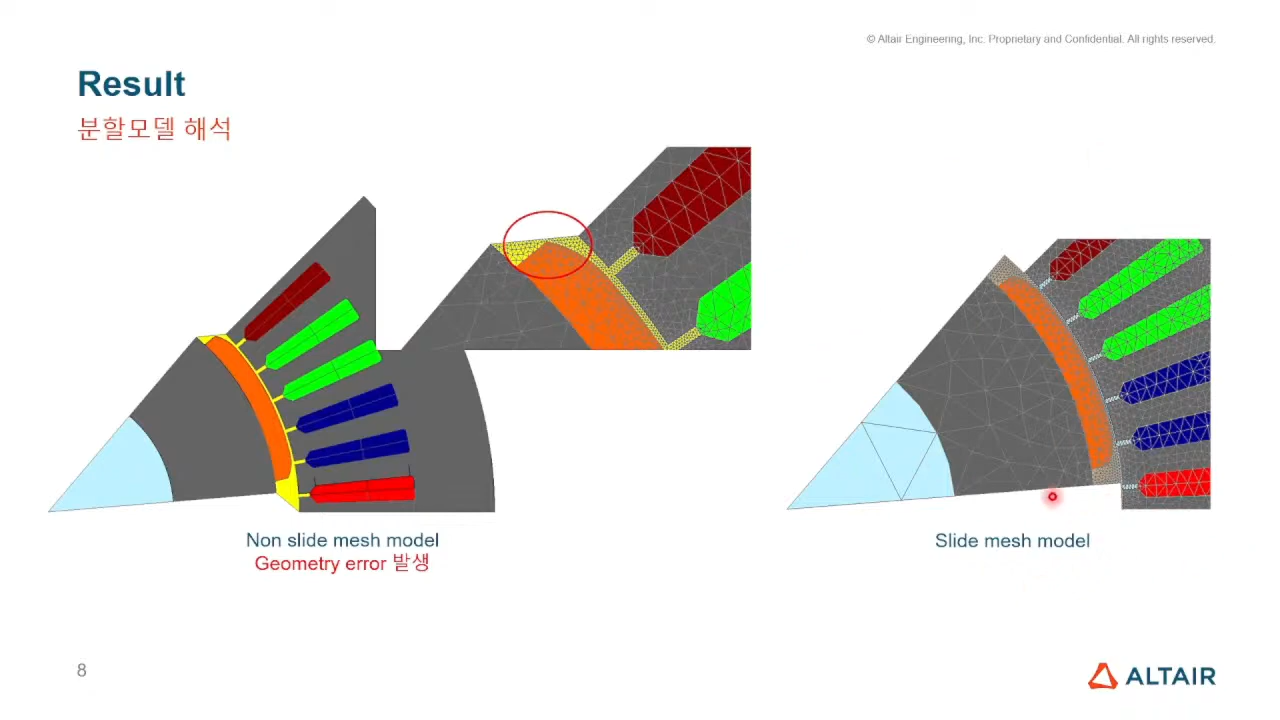 © Altair Engineering, Inc. Proprietary and Confidential. All rights reserved.
Result
분할모델 해석
Non slide mesh model
Geometry error 발생
Slide mesh model
8
ALTAIR